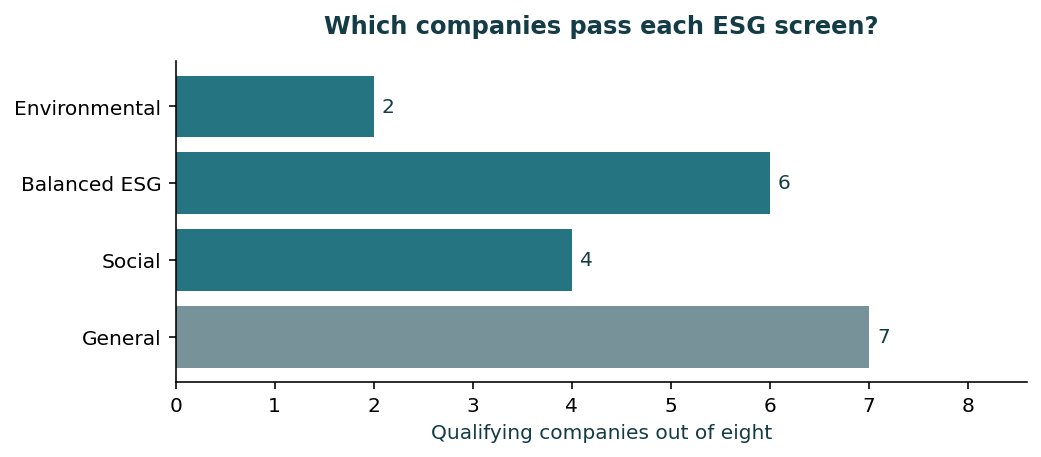 Which companies pass each ESG screen?
Environmental 2
Balanced ESG 6
Social 4
General 7
0 1 2 3 4 5 6 7 8
Qualifying companies out of eight